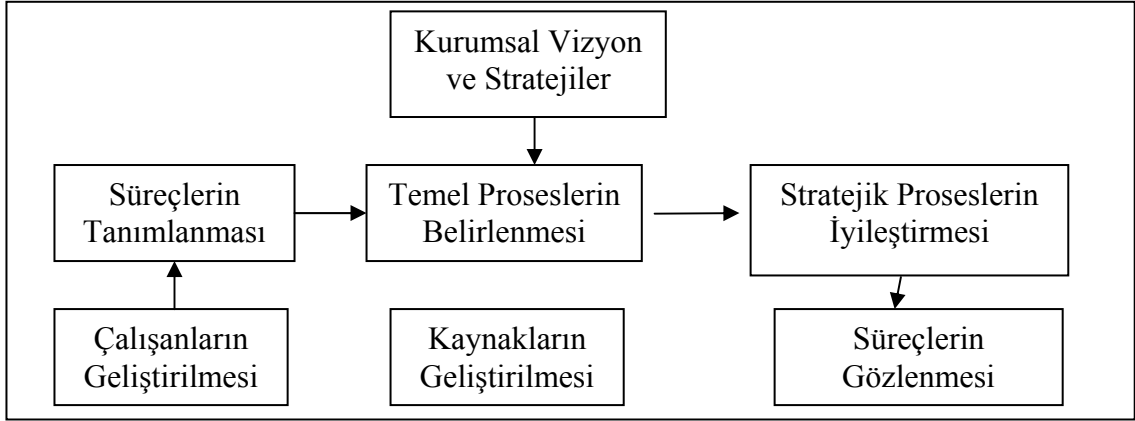 Kurumsal Vizyon
ve Stratejiler
Süreçlerin
Tanımlanması
Temel Proseslerin
Belirlenmesi
Stratejik Proseslerin
İyileştirmesi
Çalışanların
Geliştirilmesi
Kaynakların
Geliştirilmesi
Süreçlerin
Gözlenmesi